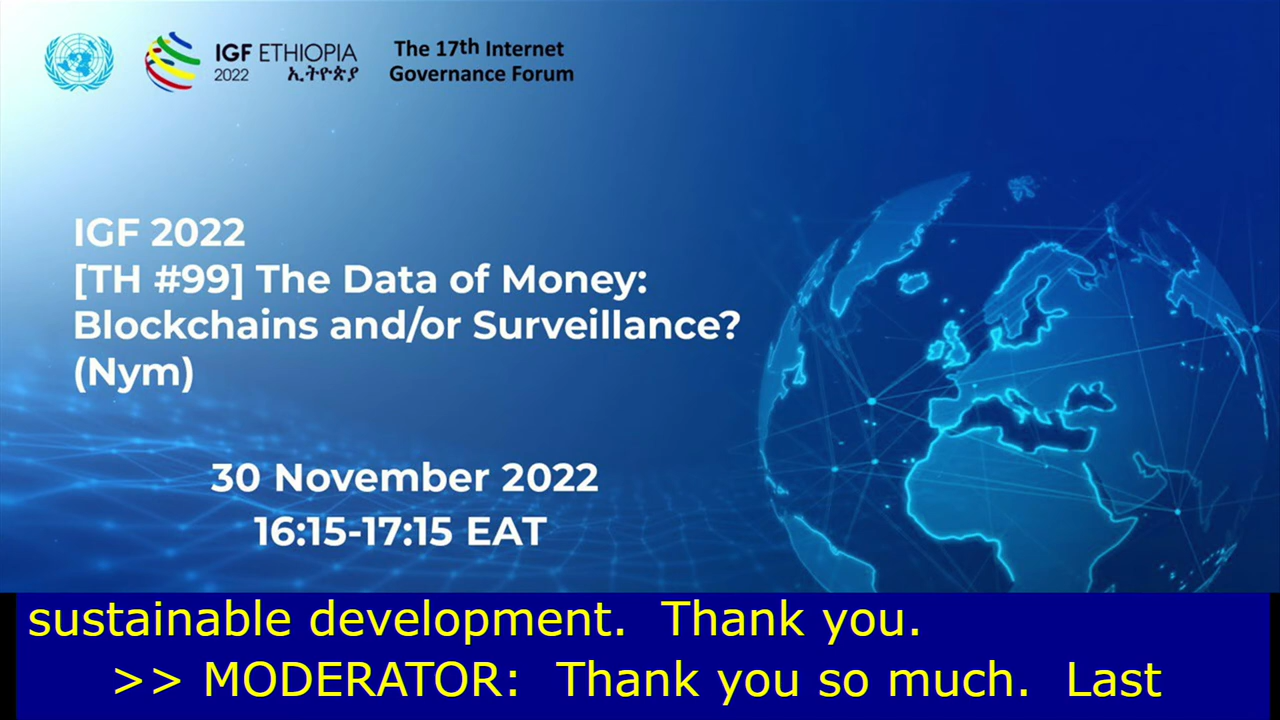 IGF ETHIOPIA
2022 ኢትዮጵያ
The 17th Internet
Governance Forum
IGF 2022
[TH #99] The Data of Money:
Blockchains and/or Surveillance?
(Nym)
30 November 2022
16:15-17:15 EAT
sustainable development.  Thank you.
>> MODERATOR:  Thank you so much.  Last